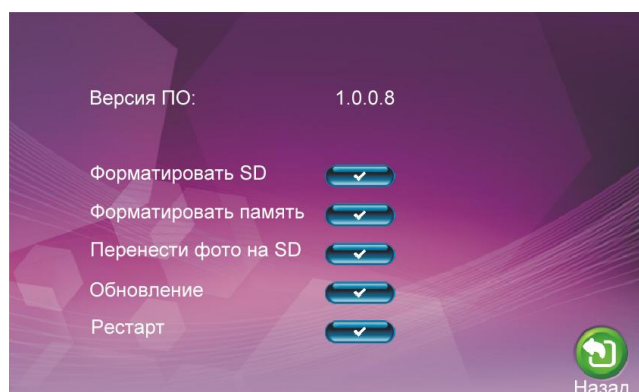 Версия ПО: 1.0.0.8
Форматировать SD
Форматировать память
Перенести фото на SD
Обновление
Рестарт
Назад